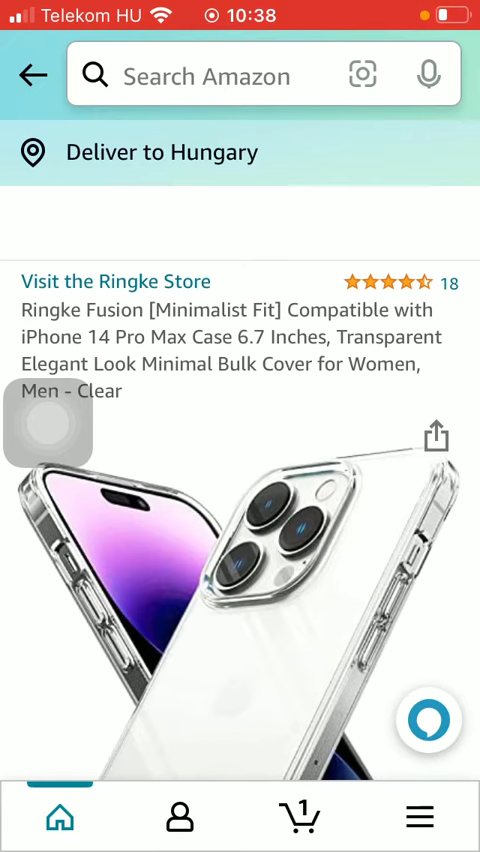 Telekom HU 10:38
Search Amazon
Deliver to Hungary
Visit the Ringke Store 18
Ringke Fusion [Minimalist Fit] Compatible with
iPhone 14 Pro Max Case 6.7 Inches, Transparent
Elegant Look Minimal Bulk Cover for Women,
Men - Clear
1